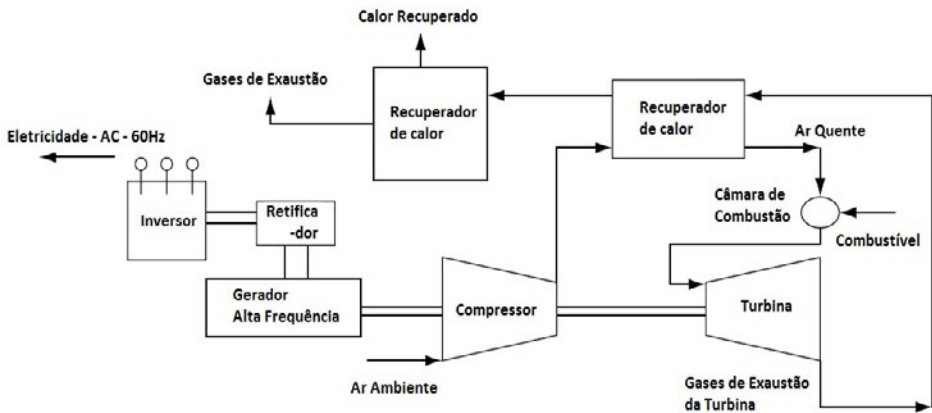 Calor Recuperado
Gases de Exaustão
Recuperador
de calor
Recuperador
de calor
Ar Quente
Eletricidade - AC - 60Hz
Câmara de
Combustão
Combustível
Inversor
Retifica
-dor
Gerador
Alta Frequência
Compressor
Turbina
Ar Ambiente
Gases de Exaustão
da Turbina